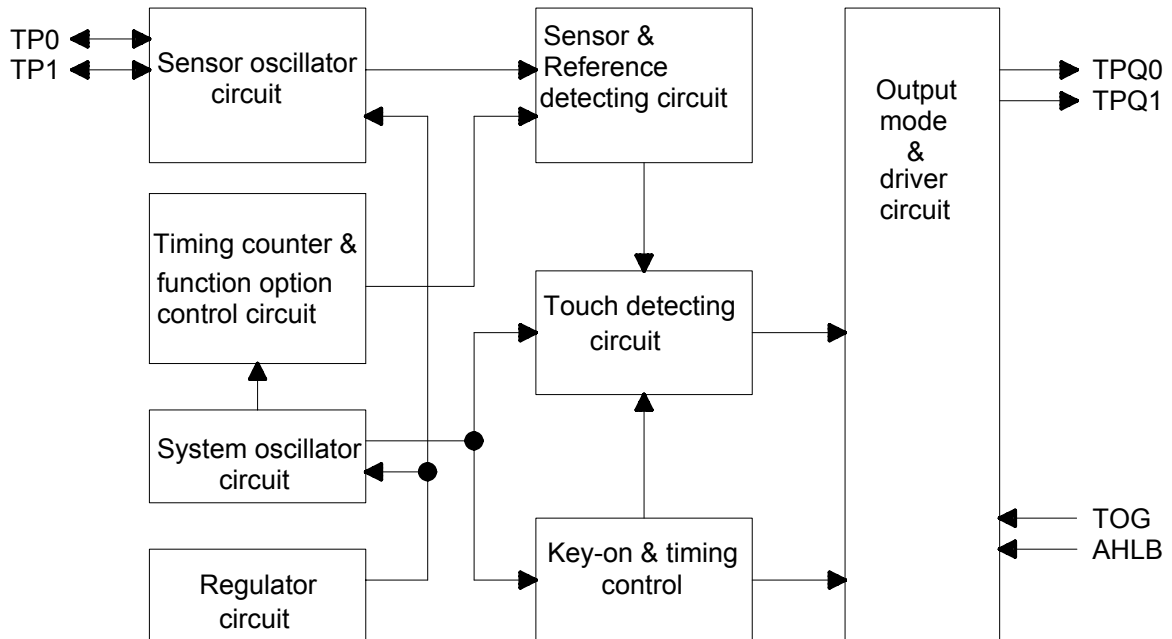 TP0
TP1
Sensor oscillator
circuit
Sensor &
Reference
detecting circuit
Output
mode
&
driver
circuit
TPQ0
TPQ1
Timing counter &
function option
control circuit
Touch detecting
circuit
System oscillator
circuit
Regulator
circuit
Key-on & timing
control
TOG
AHLB